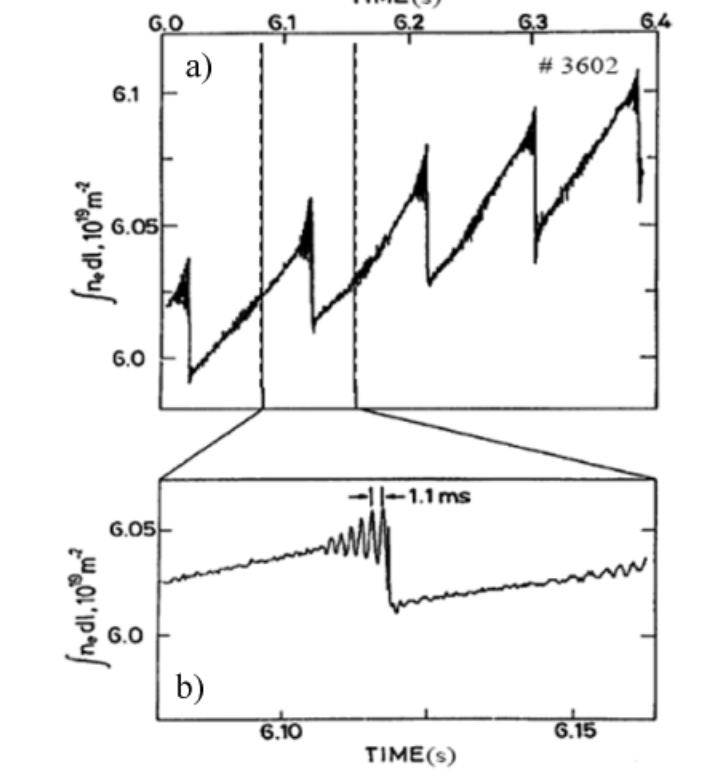 TIME(s)
6.0 6.1 6.2 6.3 6.4
a) # 3602
6.1
6.05
6.0
∫nₑdl, 10¹⁹m⁻²
1.1 ms
6.05
6.0
∫nₑdl, 10¹⁹m⁻²
b)
6.10 6.15
TIME(s)